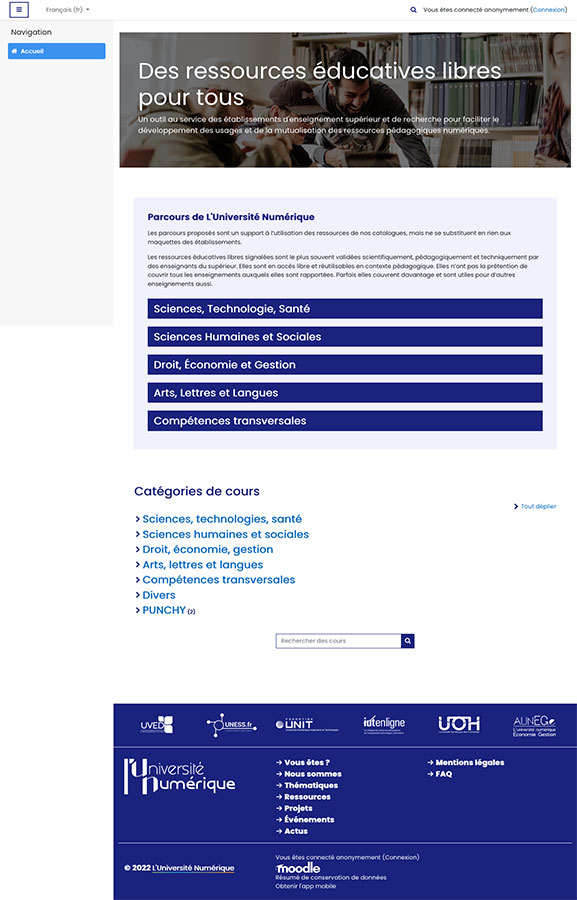 Français (fr)
Vous êtes connecté anonymement (Connexion)
Navigation
Accueil
Des ressources éducatives libres
pour tous
Un outil au service des établissements d'enseignement supérieur et de recherche pour faciliter le
développement des usages et de la mutualisation des ressources pédagogiques numériques.
Parcours de L'Université Numérique
Les parcours proposés sont un support à l'utilisation des ressources de nos catalogues, mais ne se substituent en rien aux
maquettes des établissements.
Les ressources éducatives libres signalées sont le plus souvent validées scientifiquement, pédagogiquement et techniquement par
des enseignants du supérieur. Elles sont en accès libre et réutilisables en contexte pédagogique. Elles n'ont pas la prétention de
couvrir tous les enseignements auxquels elles sont rapportées. Parfois elles couvrent davantage et sont utiles pour d'autres
enseignements aussi.
Sciences, Technologie, Santé
Sciences Humaines et Sociales
Droit, Économie et Gestion
Arts, Lettres et Langues
Compétences transversales
Catégories de cours
Tout déplier
Sciences, technologies, santé
Sciences humaines et sociales
Droit, économie, gestion
Arts, lettres et langues
Compétences transversales
Divers
PUNCHY (2)
Rechercher des cours
UVED
UNESS.fr
UNIT
iutenligne
UOH
AUNEGe
L'université numérique
Économie Gestion
L'Université
Numérique
→ Vous êtes ?
→ Nous sommes
→ Thématiques
→ Ressources
→ Projets
→ Événements
→ Actus
→ Mentions légales
→ FAQ
© 2022 L'Université Numérique
Vous êtes connecté anonymement (Connexion)
moodle
Résumé de conservation de données
Obtenir l'app mobile